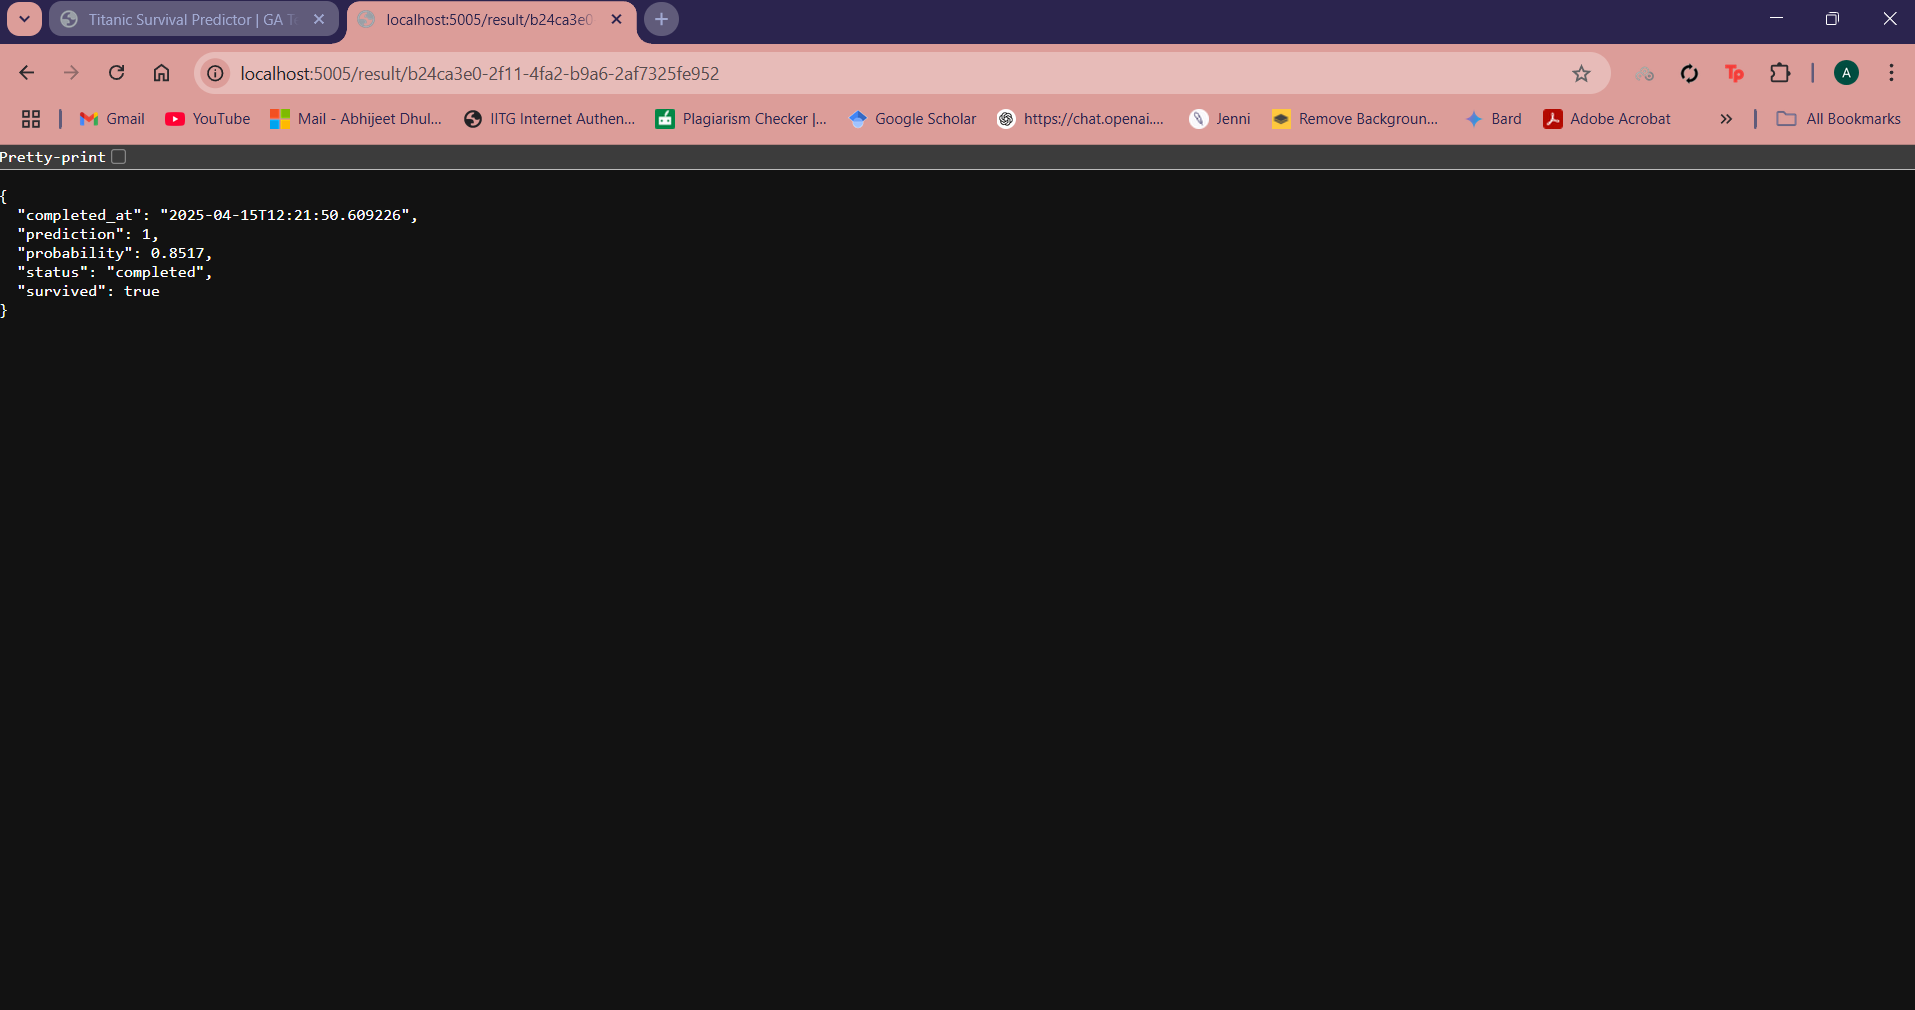 Titanic Survival Predictor | GA T
localhost:5005/result/b24ca3e0
localhost:5005/result/b24ca3e0-2f11-4fa2-b9a6-2af7325fe952
Tp
A
Gmail
YouTube
Mail - Abhijeet Dhul...
IITG Internet Authen...
Plagiarism Checker |...
Google Scholar
https://chat.openai....
Jenni
Remove Backgroun...
Bard
Adobe Acrobat
All Bookmarks
Pretty-print
{
"completed_at": "2025-04-15T12:21:50.609226",
"prediction": 1,
"probability": 0.8517,
"status": "completed",
"survived": true
}